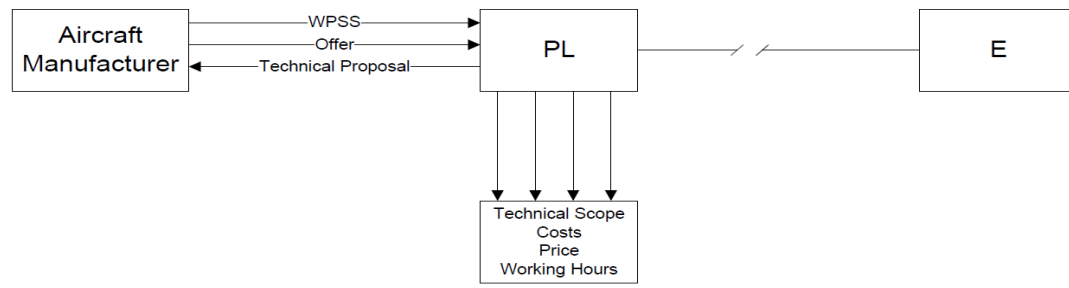 Aircraft
Manufacturer
WPSS
Offer
Technical Proposal
PL
E
Technical Scope
Costs
Price
Working Hours